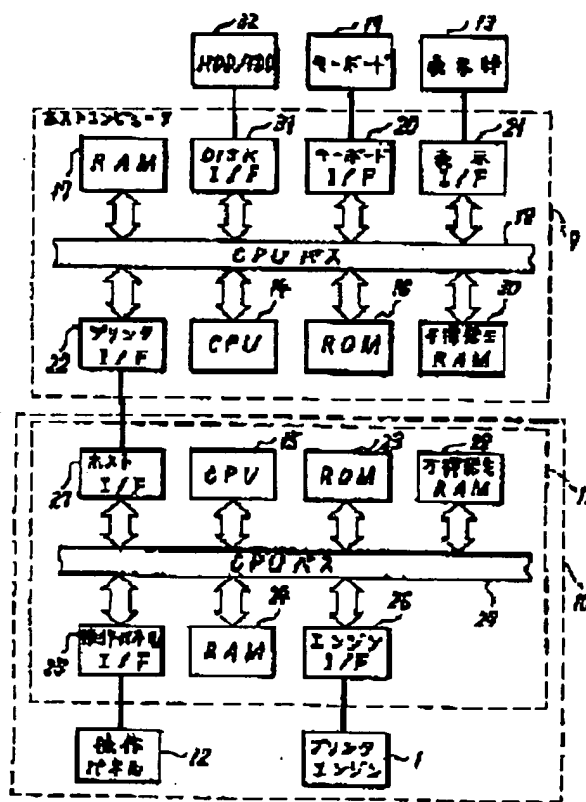 32
19
13
HDD/FDD
キーボード
表示部
ホストコンピュータ
31
20
21
RAM
DISK
I/F
キーボード
I/F
表示
I/F
17
9
18
CPUバス
14
16
30
プリンタ
I/F
CPU
ROM
不揮発生
RAM
22
15
23
28
ホスト
I/F
CPU
ROM
不揮発生
RAM
27
CPUバス
29
24
26
操作パネル
I/F
RAM
エンジン
I/F
25
操作
パネル
12
プリンタ
エンジン
1